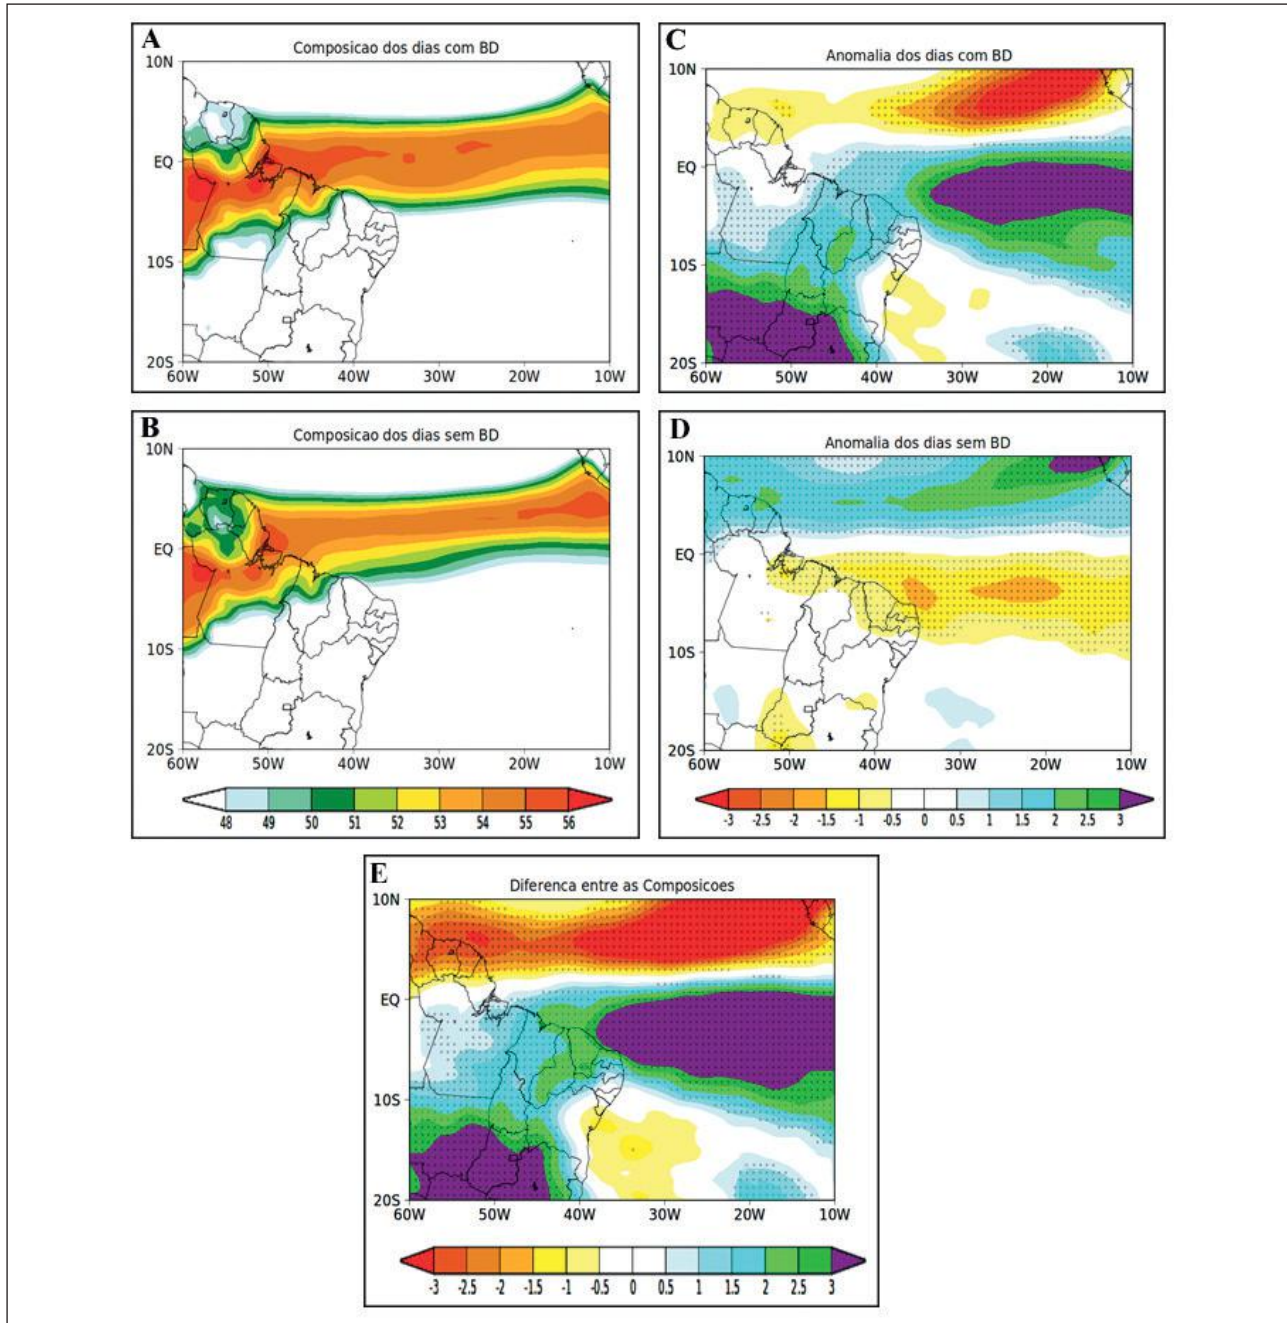 A
Composicao dos dias com BD
10N
EQ
10S
20S
60W 50W 40W 30W 20W 10W
C
Anomalia dos dias com BD
10N
EQ
10S
20S
60W 50W 40W 30W 20W 10W
B
Composicao dos dias sem BD
10N
EQ
10S
20S
60W 50W 40W 30W 20W 10W
48 49 50 51 52 53 54 55 56
D
Anomalia dos dias sem BD
10N
EQ
10S
20S
60W 50W 40W 30W 20W 10W
-3 -2.5 -2 -1.5 -1 -0.5 0 0.5 1 1.5 2 2.5 3
E
Diferenca entre as Composicoes
10N
EQ
10S
20S
60W 50W 40W 30W 20W 10W
-3 -2.5 -2 -1.5 -1 -0.5 0 0.5 1 1.5 2 2.5 3